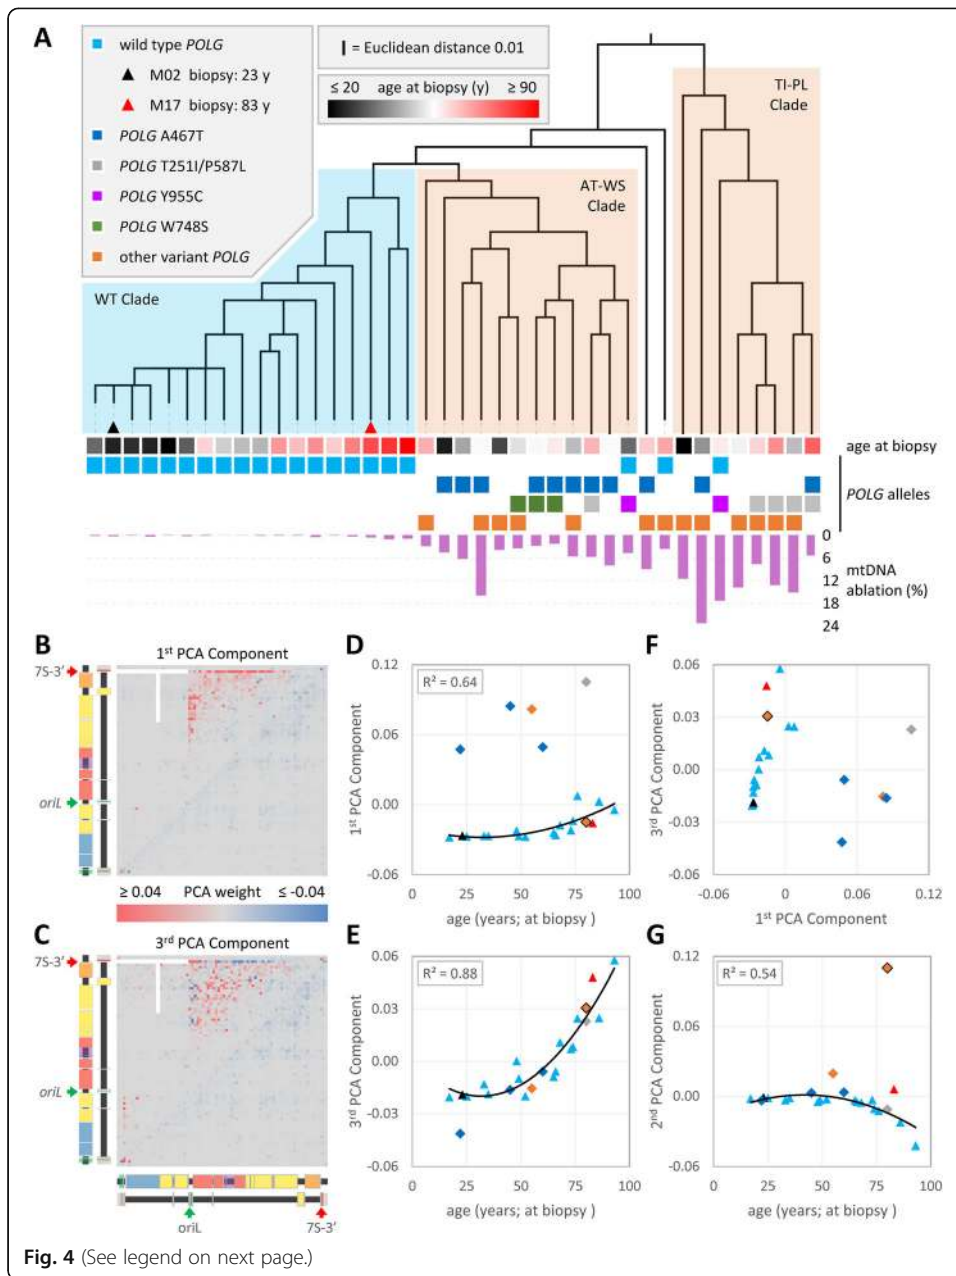 A
wild type POLG
M02 biopsy: 23 y
M17 biopsy: 83 y
POLG A467T
POLG T251I/P587L
POLG Y955C
POLG W748S
other variant POLG
= Euclidean distance 0.01
≤ 20 age at biopsy (y) ≥ 90
TI-PL
Clade
AT-WS
Clade
WT Clade
age at biopsy
POLG alleles
0
6
12
18
24
mtDNA
ablation (%)
B
1st PCA Component
7S-3′
oriL
≥ 0.04 PCA weight ≤ -0.04
C
3rd PCA Component
7S-3′
oriL
oriL
7S-3′
D
R² = 0.64
1st PCA Component
0.12
0.06
0.00
-0.06
0 25 50 75 100
age (years; at biopsy )
E
R² = 0.88
3rd PCA Component
0.06
0.03
0.00
-0.03
-0.06
0 25 50 75 100
age (years; at biopsy )
F
3rd PCA Component
0.06
0.03
0.00
-0.03
-0.06
-0.06 0 0.06 0.12
1st PCA Component
G
R² = 0.54
2nd PCA Component
0.12
0.06
0.00
-0.06
0 25 50 75 100
age (years; at biopsy )
Fig. 4 (See legend on next page.)